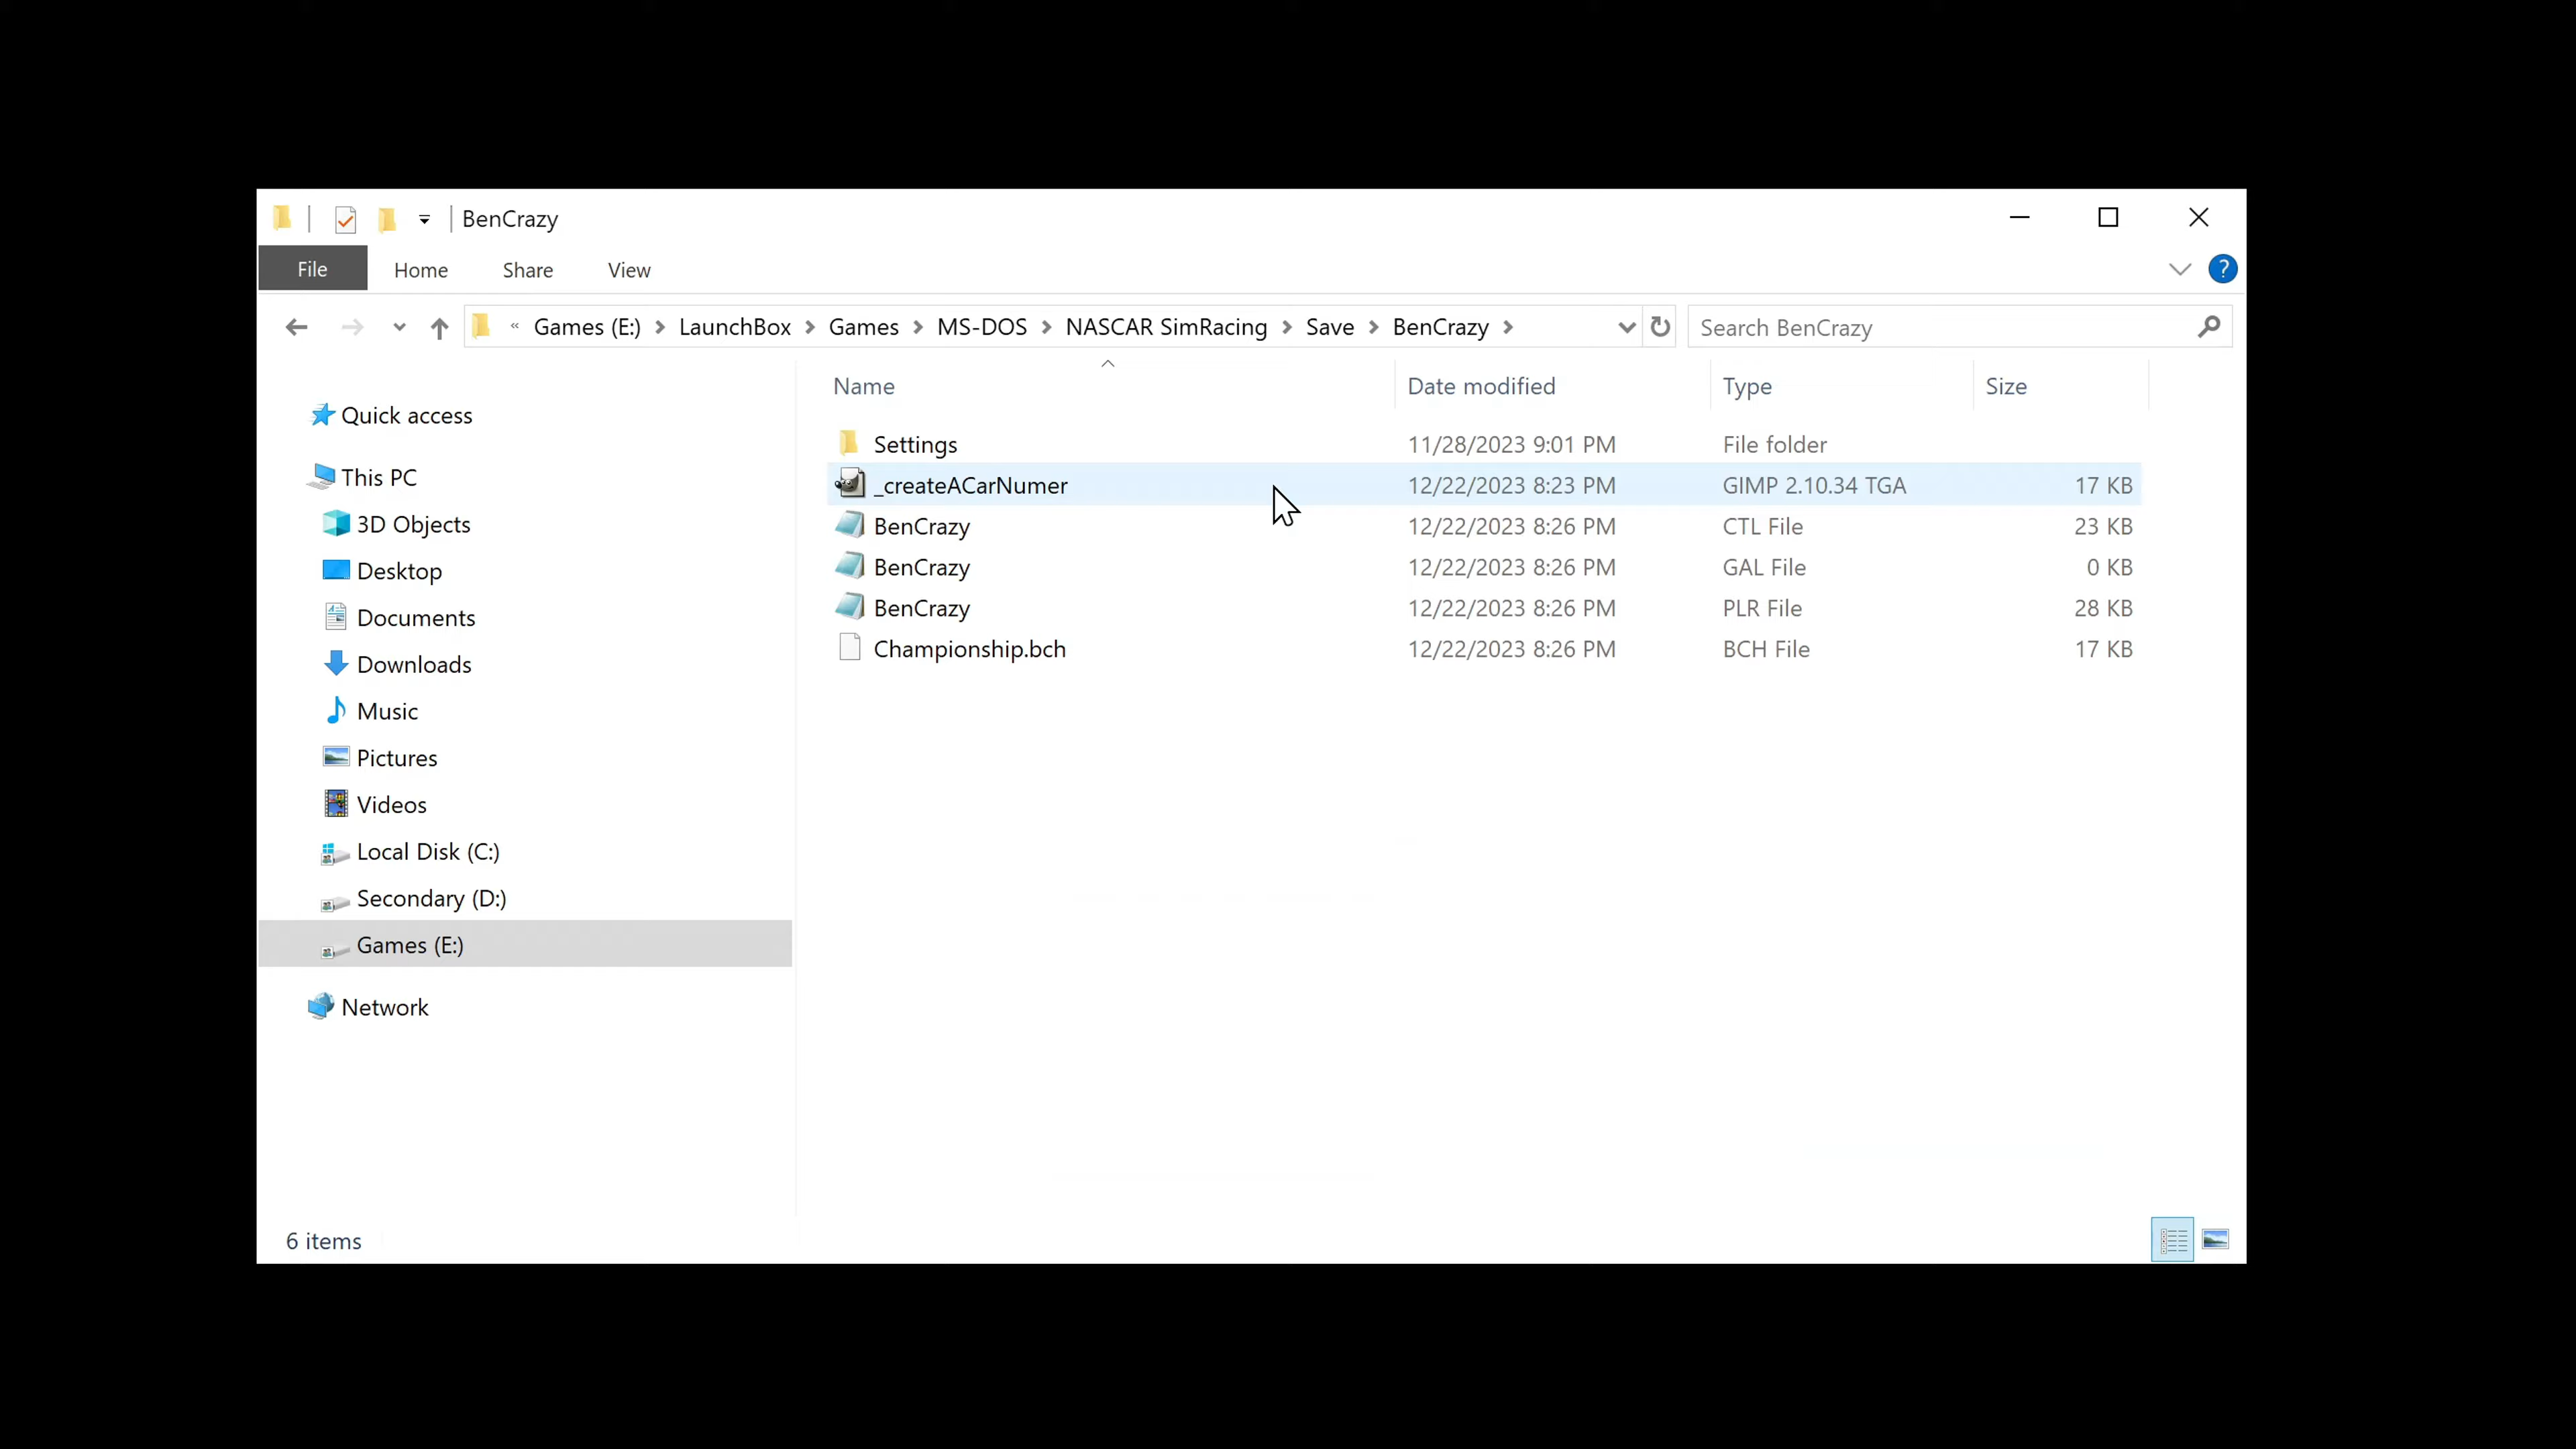 BenCrazy
File Home Share View
« Games (E:) LaunchBox Games MS-DOS NASCAR SimRacing Save BenCrazy Search BenCrazy
Name Date modified Type Size
Quick access
This PC
3D Objects
Desktop
Documents
Downloads
Music
Pictures
Videos
Local Disk (C:)
Secondary (D:)
Games (E:)
Network
Settings 11/28/2023 9:01 PM File folder
_createACarNumer 12/22/2023 8:23 PM GIMP 2.10.34 TGA 17 KB
BenCrazy 12/22/2023 8:26 PM CTL File 23 KB
BenCrazy 12/22/2023 8:26 PM GAL File 0 KB
BenCrazy 12/22/2023 8:26 PM PLR File 28 KB
Championship.bch 12/22/2023 8:26 PM BCH File 17 KB
6 items